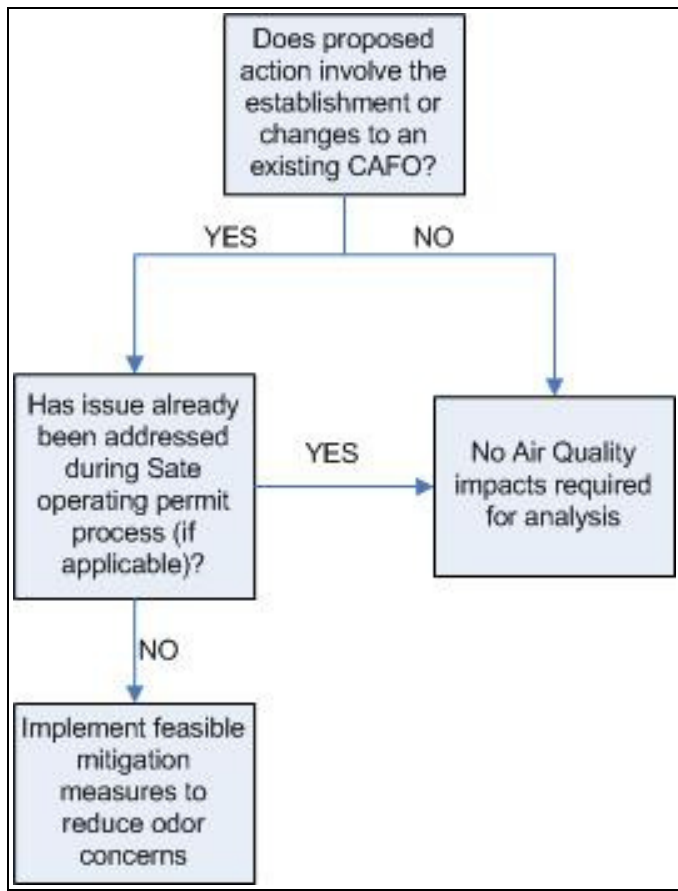 Does proposed
action involve the
establishment or
changes to an
existing CAFO?
YES
NO
Has issue already
been addressed
during Sate
operating permit
process (if
applicable)?
YES
No Air Quality
impacts required
for analysis
NO
Implement feasible
mitigation
measures to
reduce odor
concerns